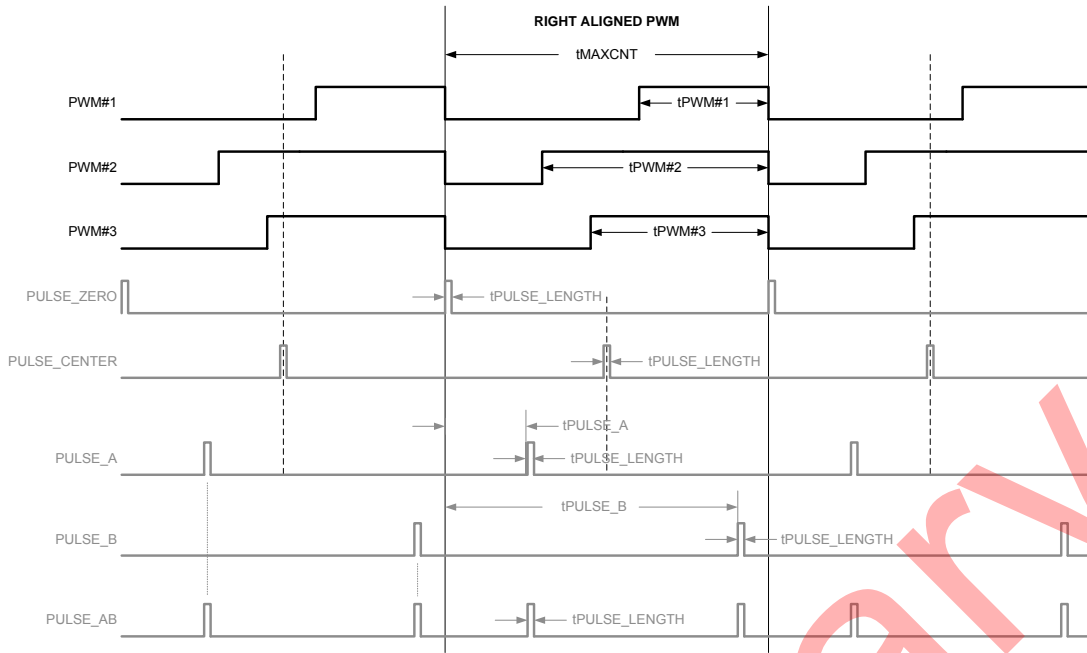 RIGHT ALIGNED PWM
tMAXCNT
PWM#1
tPWM#1
PWM#2
tPWM#2
PWM#3
tPWM#3
PULSE_ZERO
tPULSE_LENGTH
PULSE_CENTER
tPULSE_LENGTH
tPULSE_A
PULSE_A
tPULSE_LENGTH
tPULSE_B
PULSE_B
tPULSE_LENGTH
PULSE_AB
tPULSE_LENGTH
ary